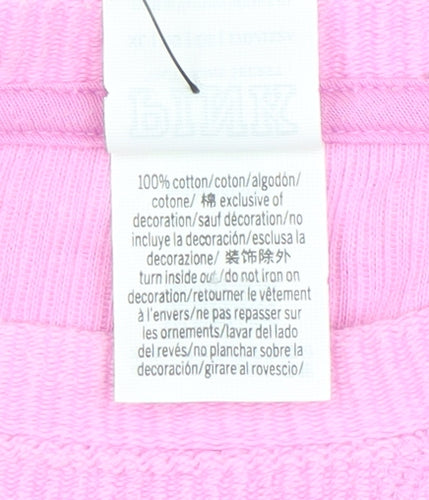 100% cotton/coton/algodón/
cotone/ 棉 exclusive of
decoration/sauf décoration/no
incluye la decoración/esclusa la
decorazione/ 装饰除外
turn inside out/do not iron on
decoration/retourner le vêtement
à l'envers/ne pas repasser sur
les ornements/lavar del lado
del revés/no planchar sobre la
decoración/girare al rovescio/